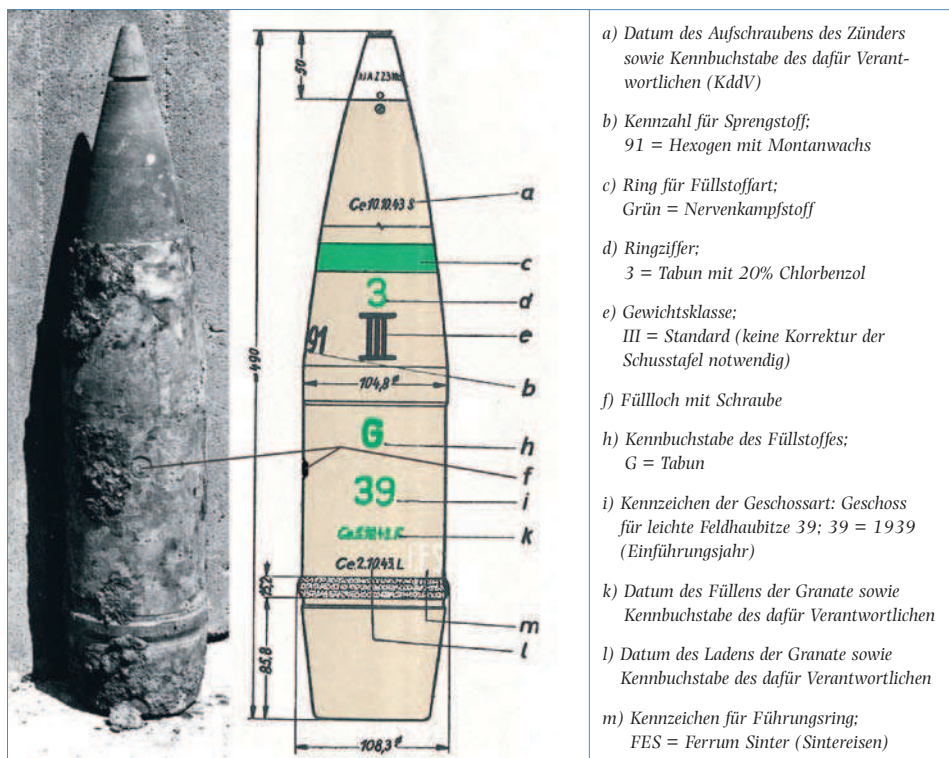 50
Ce10.10.43 S
a
c
3
d
III
e
91
b
490
104,8 ø
G
h
f
39
i
Ce.2.10.43.L
k
FES
15,2
m
l
85,8
108,3 ø
a) Datum des Aufschraubens des Zünders
sowie Kennbuchstabe des dafür Verant-
wortlichen (KddV)
b) Kennzahl für Sprengstoff;
91 = Hexogen mit Montanwachs
c) Ring für Füllstoffart;
Grün = Nervenkampfstoff
d) Ringziffer;
3 = Tabun mit 20% Chlorbenzol
e) Gewichtsklasse;
III = Standard (keine Korrektur der
Schusstafel notwendig)
f) Füllloch mit Schraube
h) Kennbuchstabe des Füllstoffes;
G = Tabun
i) Kennzeichen der Geschossart: Geschoss
für leichte Feldhaubitze 39; 39 = 1939
(Einführungsjahr)
k) Datum des Füllens der Granate sowie
Kennbuchstabe des dafür Verantwortlichen
l) Datum des Ladens der Granate sowie
Kennbuchstabe des dafür Verantwortlichen
m) Kennzeichen für Führungsring;
FES = Ferrum Sinter (Sintereisen)